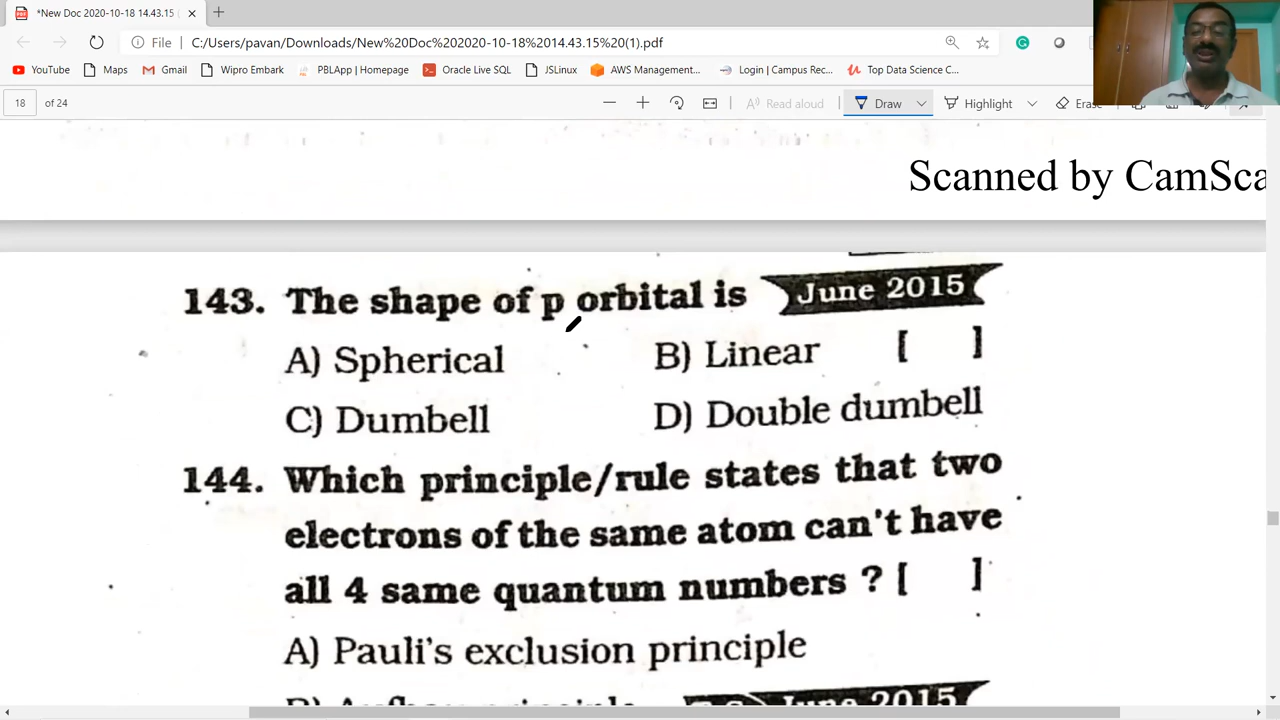 *New Doc 2020-10-18 14.43.15 (
File C:/Users/pavan/Downloads/New%20Doc%202020-10-18%2014.43.15%20(1).pdf
YouTube Maps Gmail Wipro Embark PBLApp | Homepage Oracle Live SQL JSLinux AWS Management... Login | Campus Rec... Top Data Science C...
18 of 24 Read aloud Draw Highlight Erase
Scanned by CamSca
143. The shape of p orbital is June 2015
A) Spherical B) Linear [ ]
C) Dumbell D) Double dumbell
144. Which principle/rule states that two
electrons of the same atom can't have
all 4 same quantum numbers ? [ ]
A) Pauli's exclusion principle
June 2015